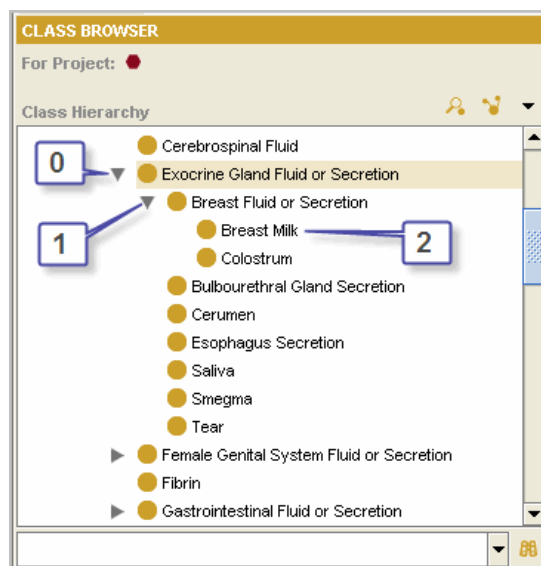 CLASS BROWSER
For Project:
Class Hierarchy
Cerebrospinal Fluid
0
Exocrine Gland Fluid or Secretion
Breast Fluid or Secretion
1
Breast Milk
2
Colostrum
Bulbourethral Gland Secretion
Cerumen
Esophagus Secretion
Saliva
Smegma
Tear
Female Genital System Fluid or Secretion
Fibrin
Gastrointestinal Fluid or Secretion